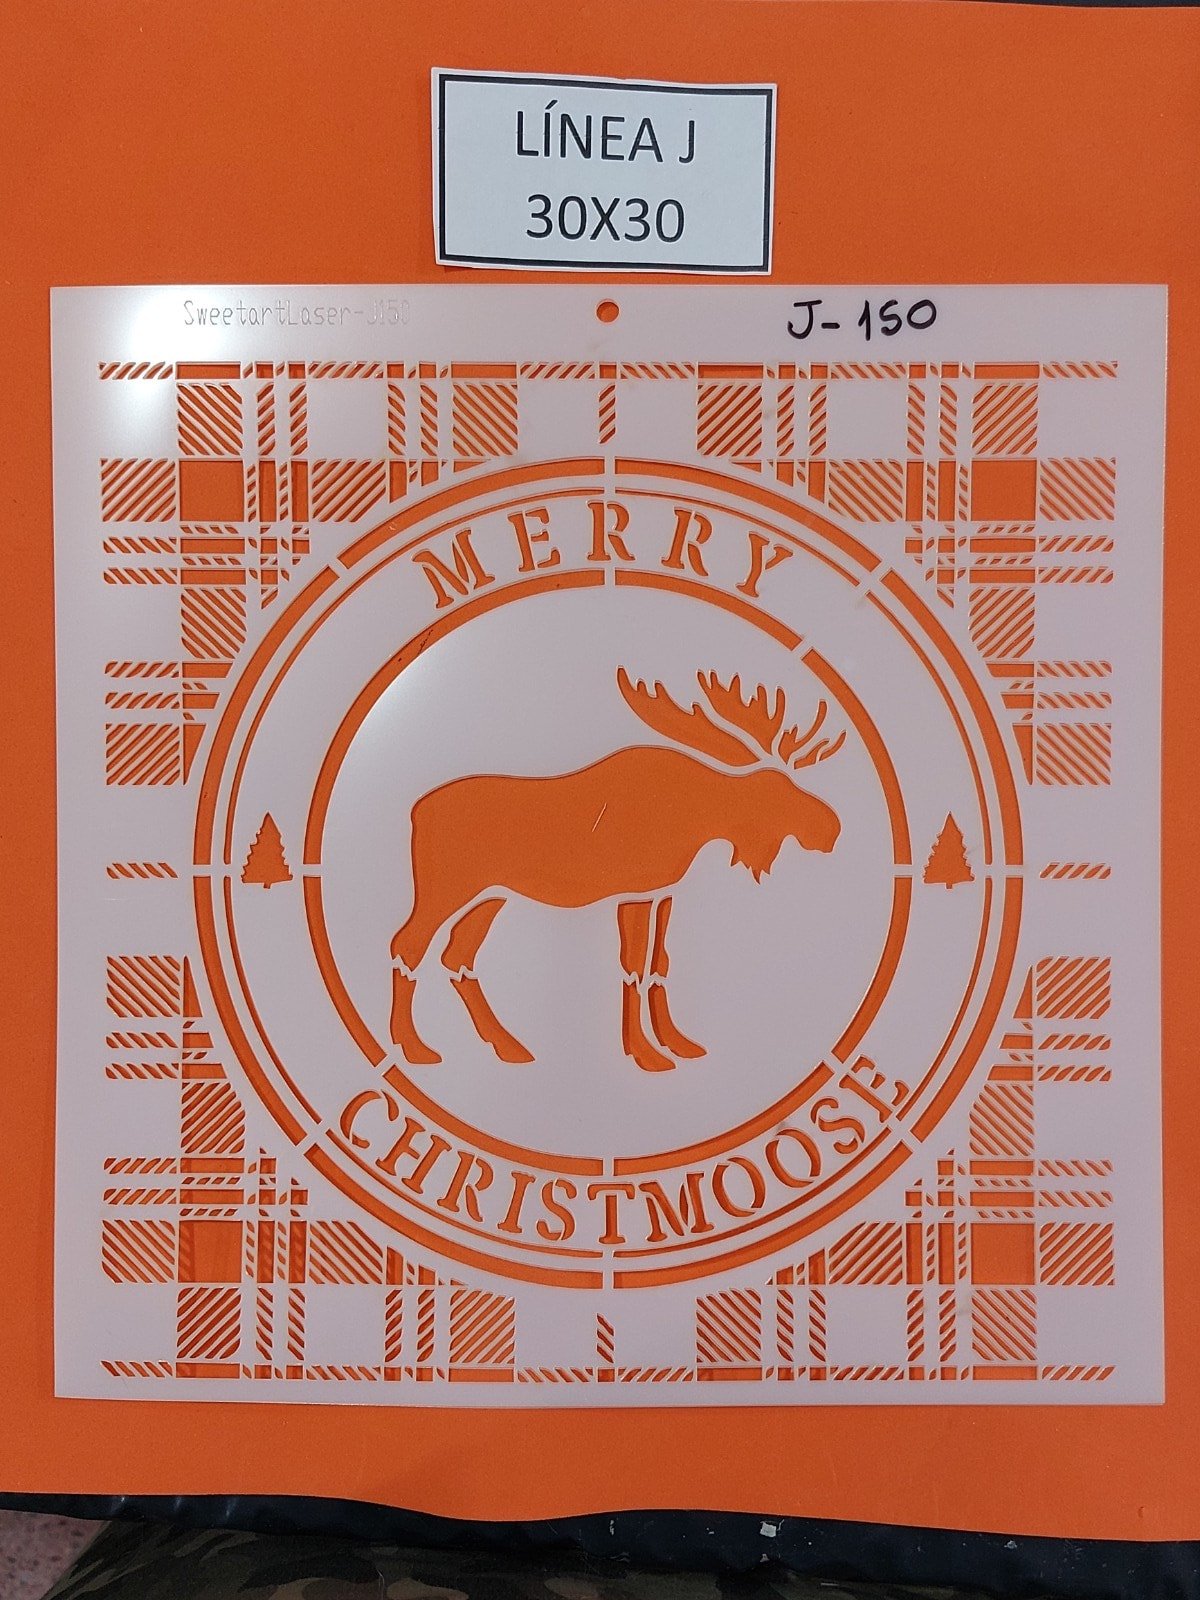 LÍNEA J
30X30
SweetartLaser-J150
J-150
MERRY
CHRISTMOOSE